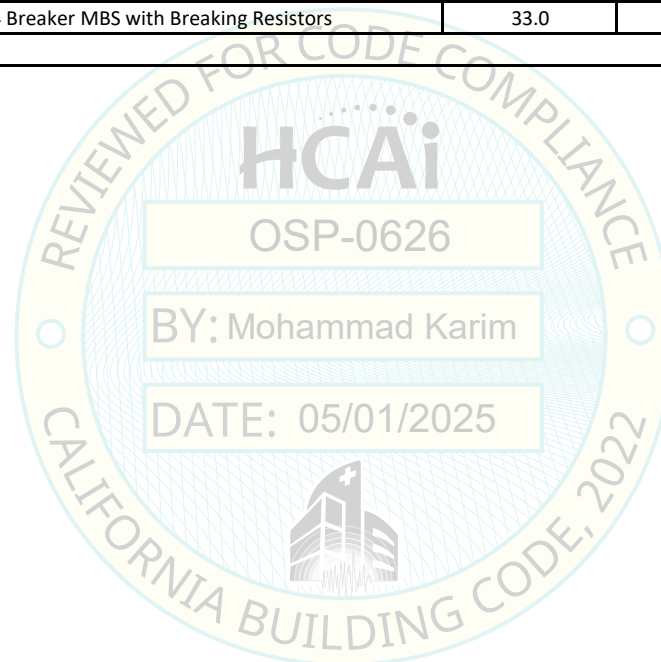 Breaker MBS with Breaking Resistors 33.0
REVIEWED FOR CODE COMPLIANCE
HCAi
OSP-0626
BY: Mohammad Karim
DATE: 05/01/2025
CALIFORNIA BUILDING CODE, 2022